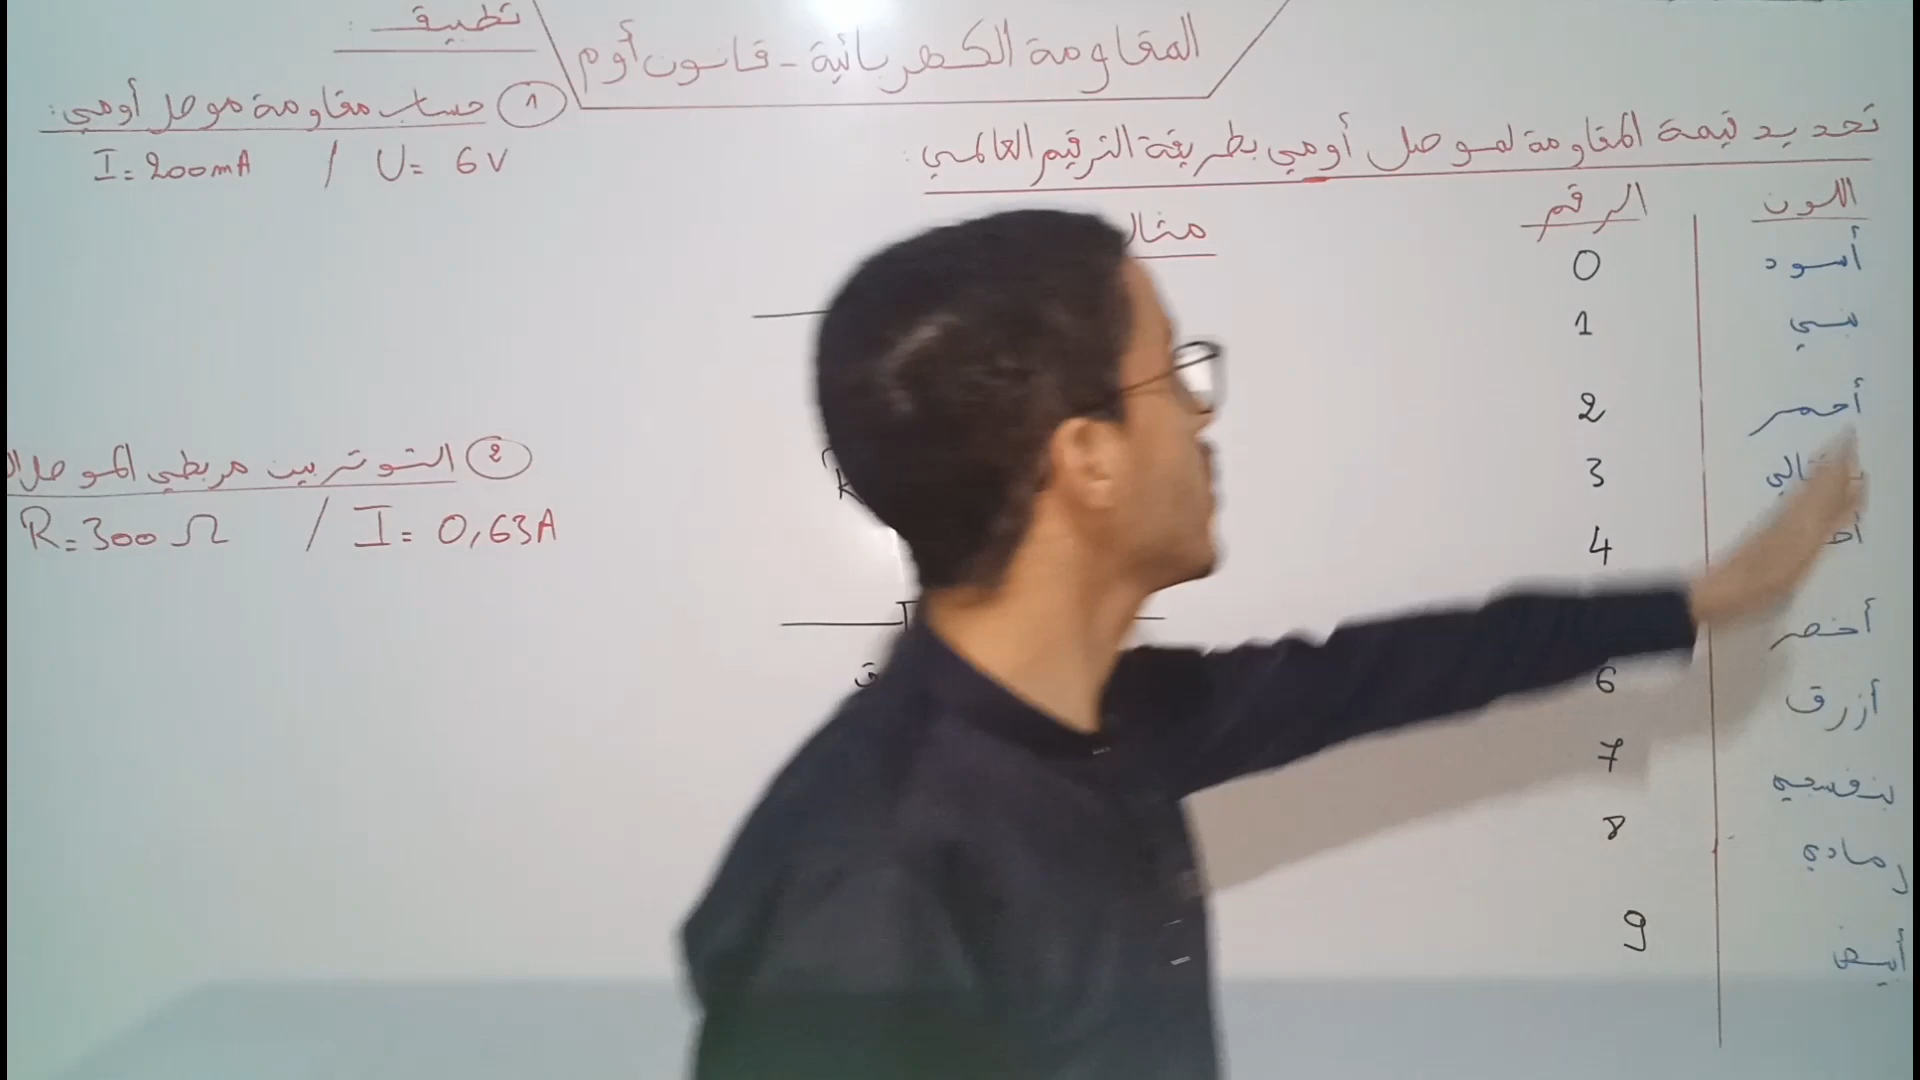 المقاومة الكهربائية - قانون أوم
تحديد قيمة المقاومة لموصل أومي بطريقة الترقيم العالمي:
اللون الرقم
أسود 0
بني 1
أحمر 2
3
4
أخضر
أزرق 6
بنفسجي 7
رمادي 8
أبيض 9
مثال
تطبيق:
1 حساب مقاومة موصل أومي:
I = 200mA / U = 6V
2 التوتر بين مربطي
R = 300 Ω / I = 0,63A